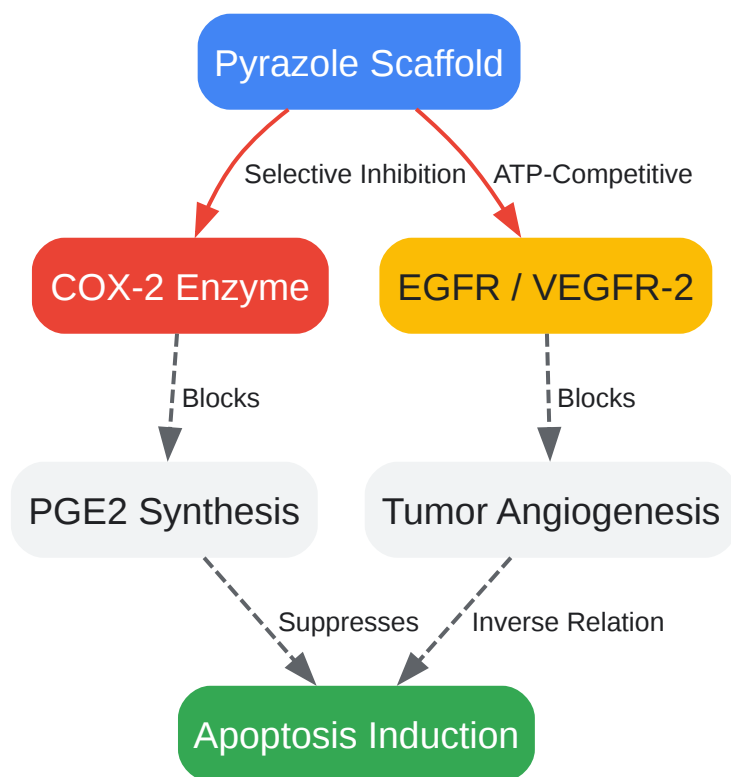 Pyrazole Scaffold
Selective Inhibition
ATP-Competitive
COX-2 Enzyme
EGFR / VEGFR-2
Blocks
Blocks
PGE2 Synthesis
Tumor Angiogenesis
Suppresses
Inverse Relation
Apoptosis Induction